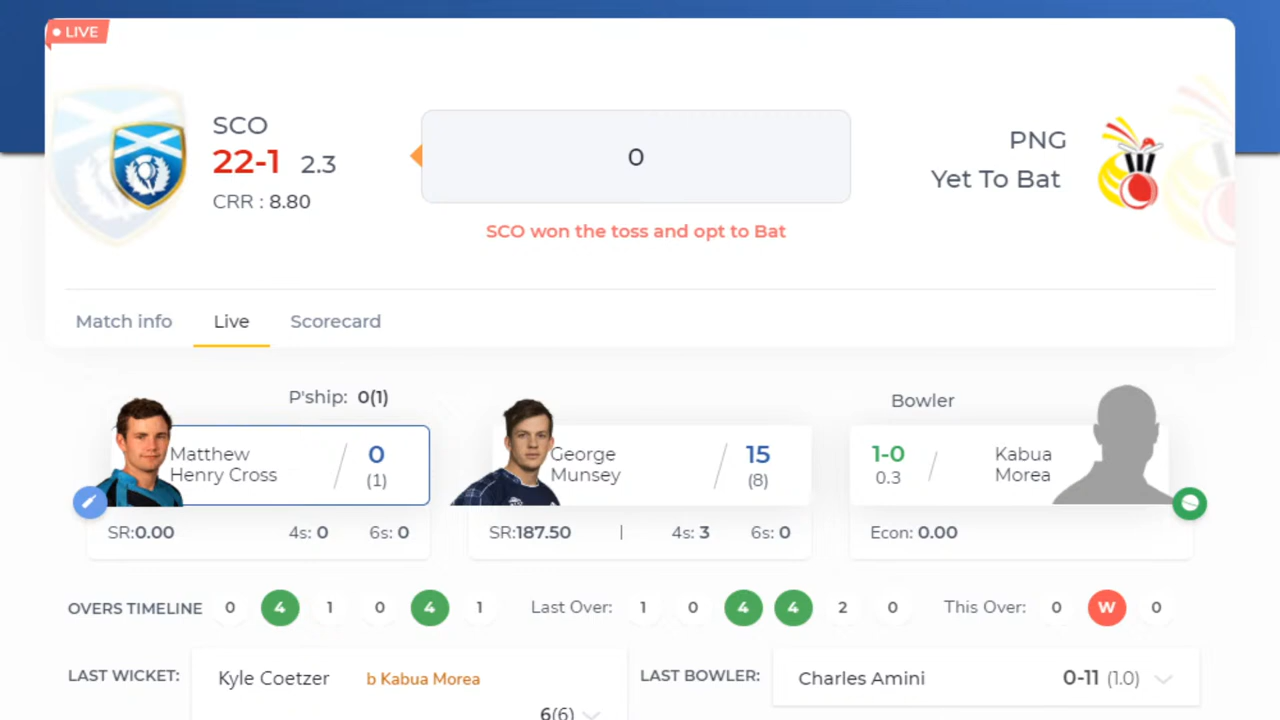 LIVE
SCO
22-1 2.3
CRR : 8.80
0
SCO won the toss and opt to Bat
PNG
Yet To Bat
Match info Live Scorecard
P'ship: 0(1)
Matthew
Henry Cross
0
(1)
SR:0.00 4s: 0 6s: 0
George
Munsey
15
(8)
SR:187.50 | 4s: 3 6s: 0
Bowler
1-0
0.3
Kabua
Morea
Econ: 0.00
OVERS TIMELINE 0 4 1 0 4 1 Last Over: 1 0 4 4 2 0 This Over: 0 W 0
LAST WICKET: Kyle Coetzer b Kabua Morea
6(6)
LAST BOWLER: Charles Amini 0-11 (1.0)